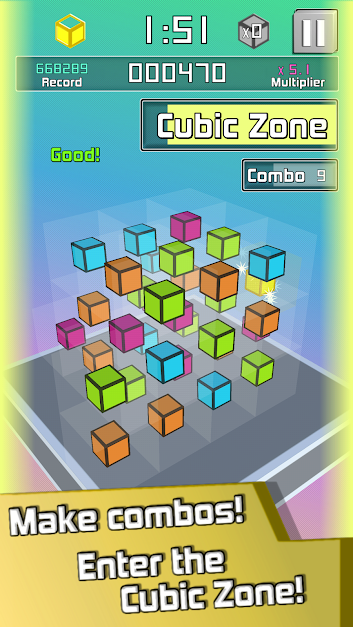 1:51
x0
668289
Record
000470
x 5.1
Multiplier
Cubic Zone
Good!
Combo 9
Make combos!
Enter the
Cubic Zone!